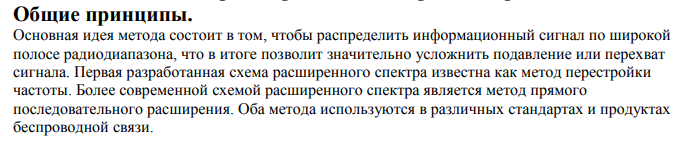 Общие принципы.
Основная идея метода состоит в том, чтобы распределить информационный сигнал по широкой
полосе радиодиапазона, что в итоге позволит значительно усложнить подавление или перехват
сигнала. Первая разработанная схема расширенного спектра известна как метод перестройки
частоты. Более современной схемой расширенного спектра является метод прямого
последовательного расширения. Оба метода используются в различных стандартах и продуктах
беспроводной связи.